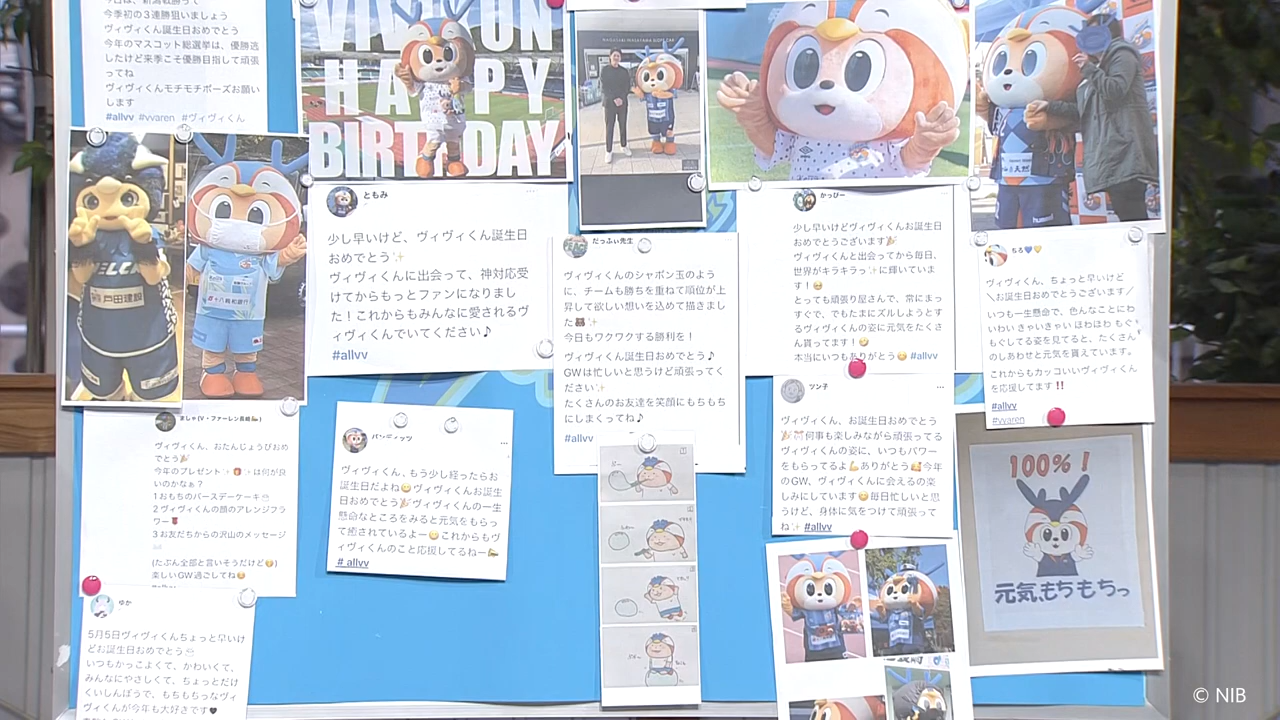 今季初の３連勝狙いましょう
ヴィヴィくん誕生日おめでとう
今年のマスコット総選挙は、優勝逃
したけど来季こそ優勝目指して頑張
ってね
ヴィヴィくんモチモチポーズお願い
します
#allvv #vvaren #ヴィヴィくん
HAPPY
BIRTHDAY
ともみ
少し早いけど、ヴィヴィくん誕生日
おめでとう✨
ヴィヴィくんに出会って、神対応受
けてからもっとファンになりまし
た！これからもみんなに愛されるヴ
ィヴィくんでいてください♪
#allvv
だっふぃ先生
ヴィヴィくんのシャボン玉のよう
に、チームも勝ちを重ねて順位が上
昇して欲しい想いを込めて描きまし
た🐻✨
今日もワクワクする勝利を！
ヴィヴィくん誕生日おめでとう♪
GWは忙しいと思うけど頑張ってく
ださい✨
たくさんのお友達を笑顔にもちもち
にしまくってね♪
#allvv
かっぴー
少し早いけどヴィヴィくんお誕生日
おめでとうございます🎉
ヴィヴィくんと出会ってから毎日、
世界がキラキラっ✨に輝いていま
す！
とっても頑張り屋さんで、常にまっ
すぐで、でもたまにズルしようとす
るヴィヴィくんの姿に元気をたくさ
ん貰ってます！
本当にいつもありがとう #allvv
ちる💙💛
ヴィヴィくん、ちょっと早いけど
＼お誕生日おめでとうございます／
いつも一生懸命で、色んなことにわ
いわい きゃいきゃい ほわほわ もぐ
もぐしてる姿を見てると、たくさん
のしあわせと元気を貰えています。
これからもカッコいいヴィヴィくん
を応援してます‼
#allvv
#vvaren
戸田建設
十八親和銀行
ましゃ(V・ファーレン長崎
ヴィヴィくん、おたんじょうびおめ
でとう🎉
今年のプレゼント✨🎁✨は何が良
いのかなぁ？
1おもちのバースデーケーキ
2ヴィヴィくんの顔のアレンジフラ
ワー🌹
3お友だちからの沢山のメッセージ
(たぶん全部と言いそうだけど)
楽しいGW過ごしてね
ヴィヴィくん、もう少し経ったらお
誕生日だよねヴィヴィくんお誕生
日おめでとう🎉ヴィヴィくんの一生
懸命なところをみると元気をもらっ
て癒されているよーこれからもヴ
ィヴィくんのこと応援してるねー
# allvv
ツン子
ヴィヴィくん、お誕生日おめでとう
🎉何事も楽しみながら頑張ってる
ヴィヴィくんの姿に、いつもパワー
をもらってるよ💪ありがとう🥰今年
のGW、ヴィヴィくんに会えるの楽
しみにしています毎日忙しいと思
うけど、身体に気をつけて頑張って
ね✨ #allvv
100%！
元気、もちもちっ
ゆか
5月5日ヴィヴィくんちょっと早いけ
どお誕生日おめでとう
いつもかっこよくて、かわいくて、
みんなにやさしくて、ちょっとだけ
くいしんぼうで、もちもちっなヴィ
ヴィくんが今年も大好きです♥
© NIB